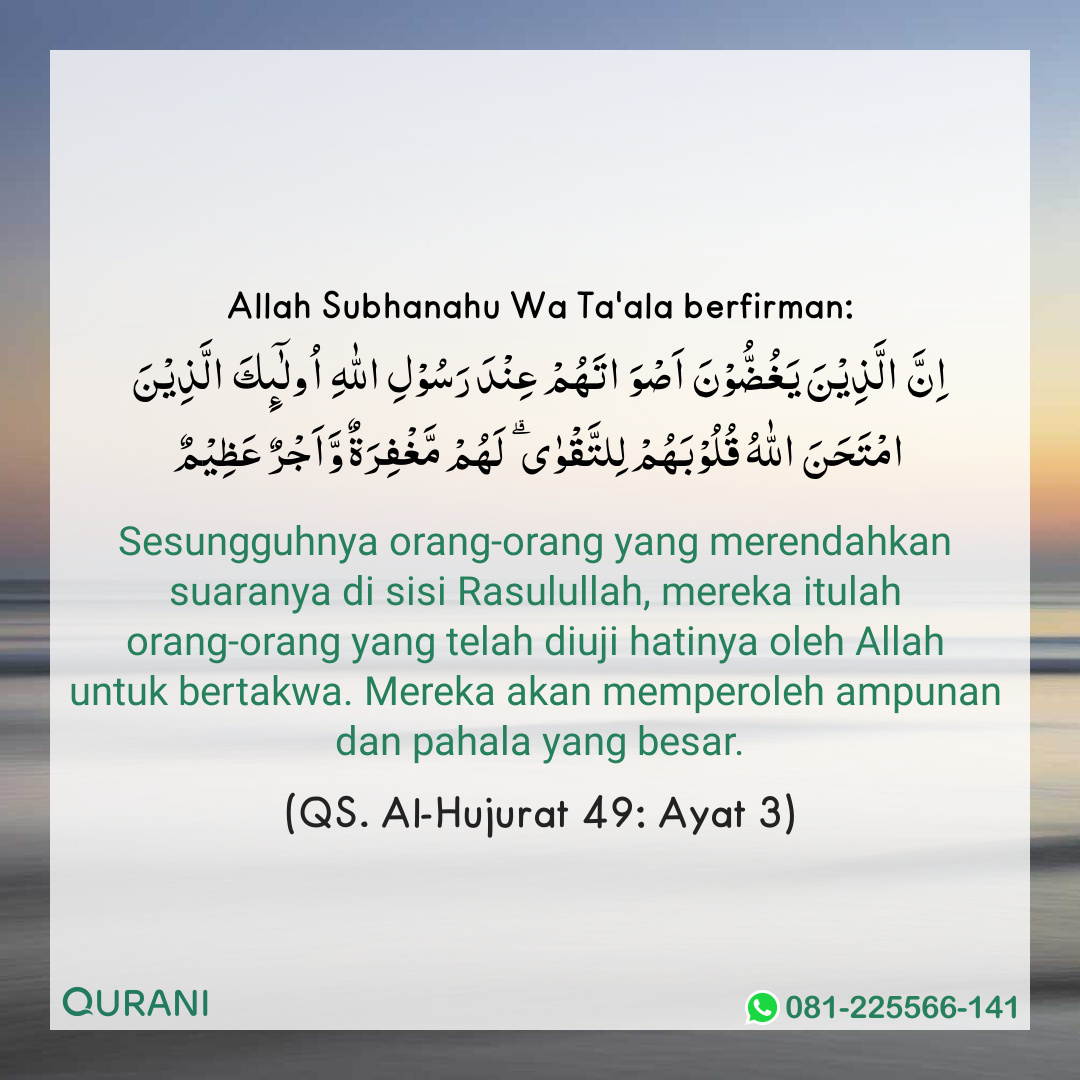 Allah Subhanahu Wa Ta'ala berfirman:
اِنَّ الَّذِيْنَ يَغُضُّوْنَ اَصْوَ اتَهُمْ عِنْدَ رَسُوْلِ اللّٰهِ اُولٰٓئِكَ الَّذِيْنَ
امْتَحَنَ اللّٰهُ قُلُوْبَهُمْ لِلتَّقْوٰى ۗ لَهُمْ مَّغْفِرَةٌ وَّاَجْرٌ عَظِيْمٌ
Sesungguhnya orang-orang yang merendahkan
suaranya di sisi Rasulullah, mereka itulah
orang-orang yang telah diuji hatinya oleh Allah
untuk bertakwa. Mereka akan memperoleh ampunan
dan pahala yang besar.
(QS. Al-Hujurat 49: Ayat 3)
QURANI
081-225566-141